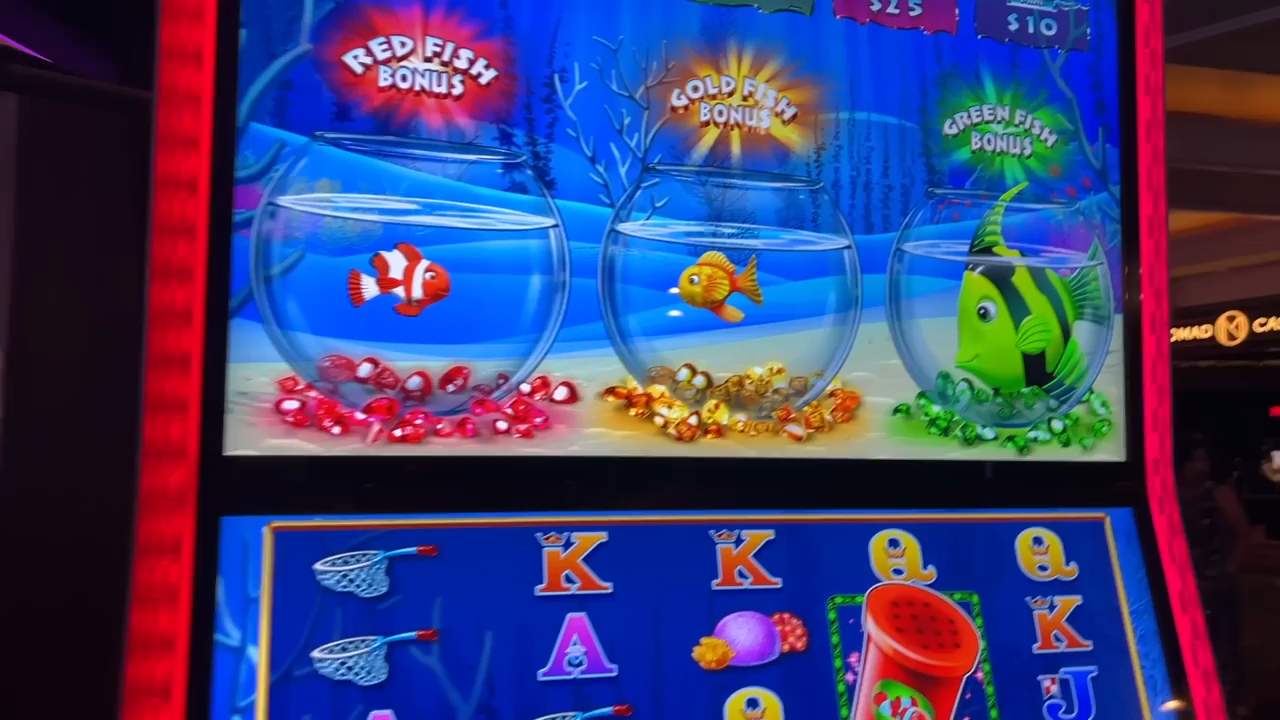 $25
$10
RED FISH
BONUS
GOLD FISH
BONUS
GREEN FISH
BONUS
K
K
Q
Q
A
K
J